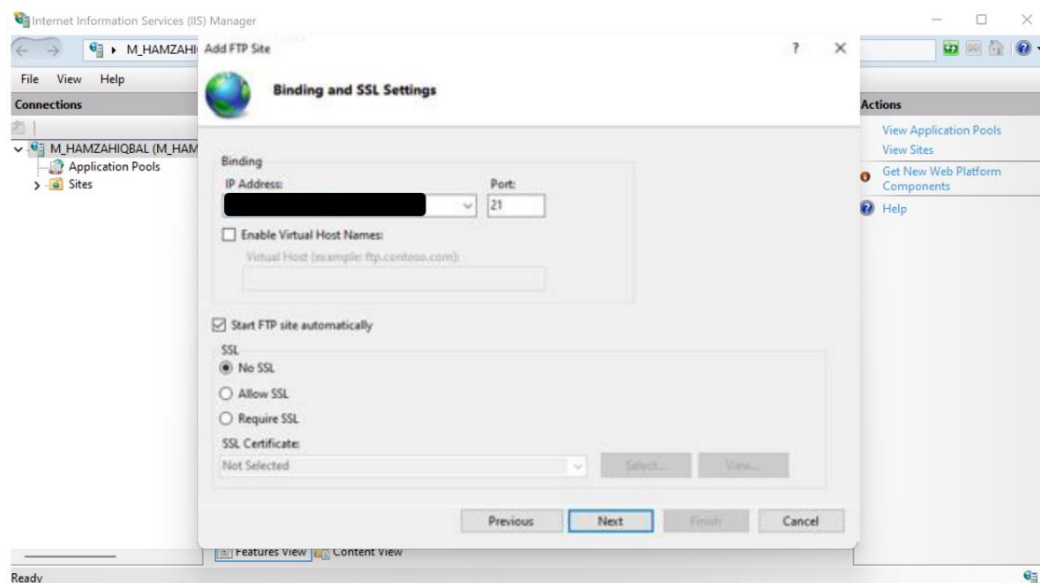 Internet Information Services (IIS) Manager
M_HAMZAHI
File View Help
Connections
M_HAMZAHIQBAL (M_HAM
Application Pools
Sites
Add FTP Site
?
Binding and SSL Settings
Binding
IP Address:
Port:
21
Enable Virtual Host Names:
Virtual Host (example: ftp.contoso.com):
Start FTP site automatically
SSL
No SSL
Allow SSL
Require SSL
SSL Certificate:
Not Selected
Select...
View...
Previous
Next
Finish
Cancel
Actions
View Application Pools
View Sites
Get New Web Platform
Components
Help
Features View
Content View
Ready